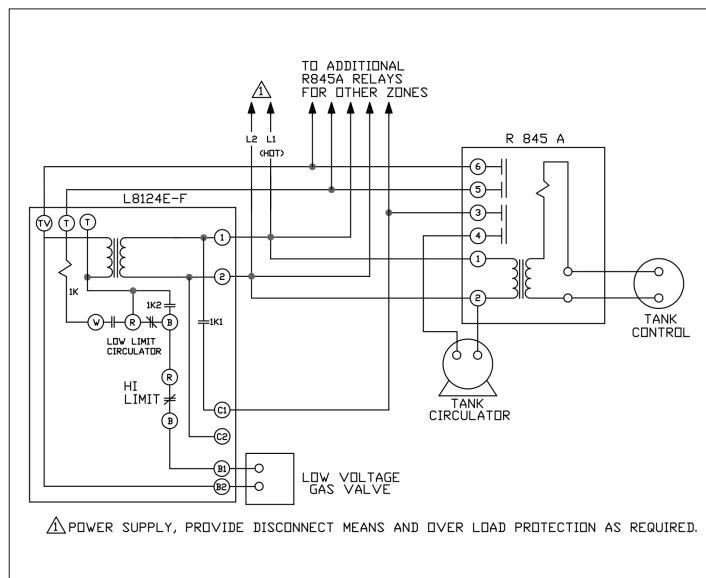 TO ADDITIONAL
R845A RELAYS
FOR OTHER ZONES
1
L2 L1
(HOT)
R 845 A
6
5
3
4
1
2
TANK
CONTROL
TANK
CIRCULATOR
L8124E-F
TV T T
1
2
1K
1K2
1K1
W R B
LOW LIMIT
CIRCULATOR
R
HI
LIMIT
B
C1
C2
B1
B2
LOW VOLTAGE
GAS VALVE
1 POWER SUPPLY, PROVIDE DISCONNECT MEANS AND OVER LOAD PROTECTION AS REQUIRED.